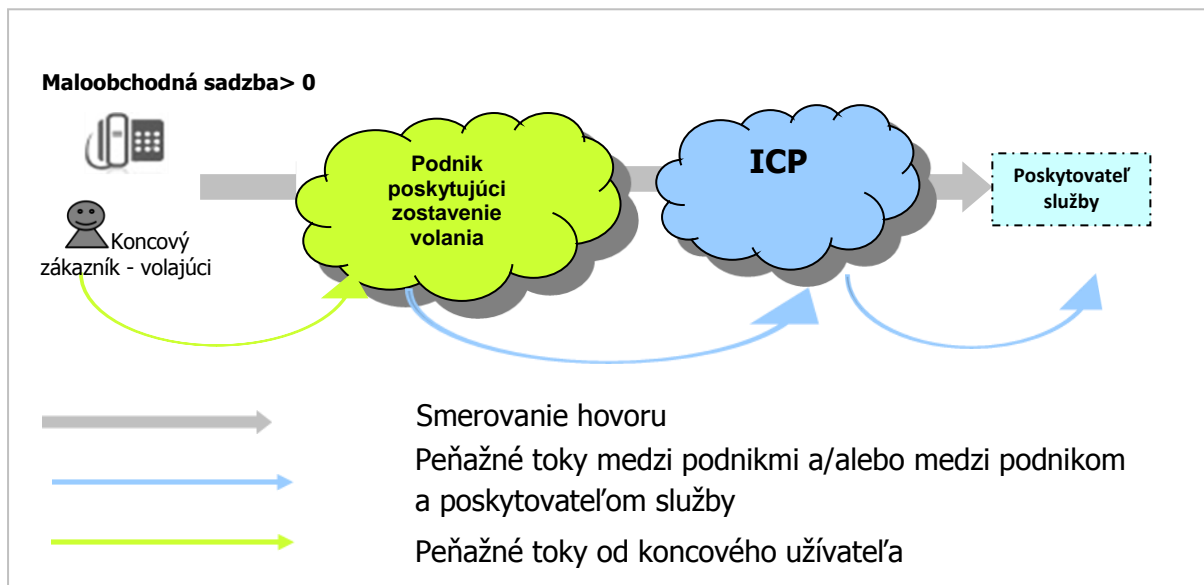 Maloobchodná sadzba> 0
Podnik
poskytujúci
zostavenie
volania
ICP
Poskytovateľ
služby
Koncový
zákazník - volajúci
Smerovanie hovoru
Peňažné toky medzi podnikmi a/alebo medzi podnikom
a poskytovateľom služby
Peňažné toky od koncového užívateľa